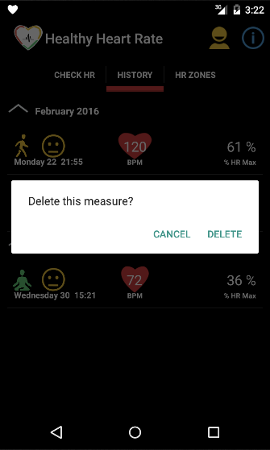 3G 3:22
Healthy Heart Rate
CHECK HR HISTORY HR ZONES
February 2016
120 61 %
Monday 22 21:55 BPM % HR Max
Delete this measure?
CANCEL DELETE
72 36 %
Wednesday 30 15:21 BPM % HR Max